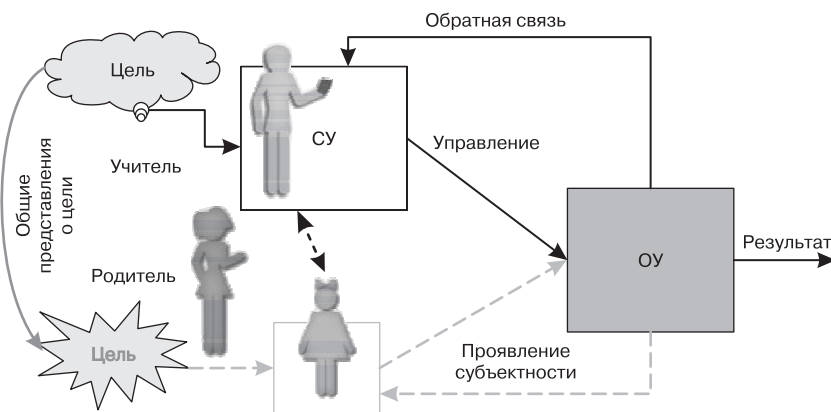 Обратная связь
Цель
СУ
Управление
Учитель
Общие
представления
о цели
Родитель
ОУ
Результат
Цель
Проявление
субъектности